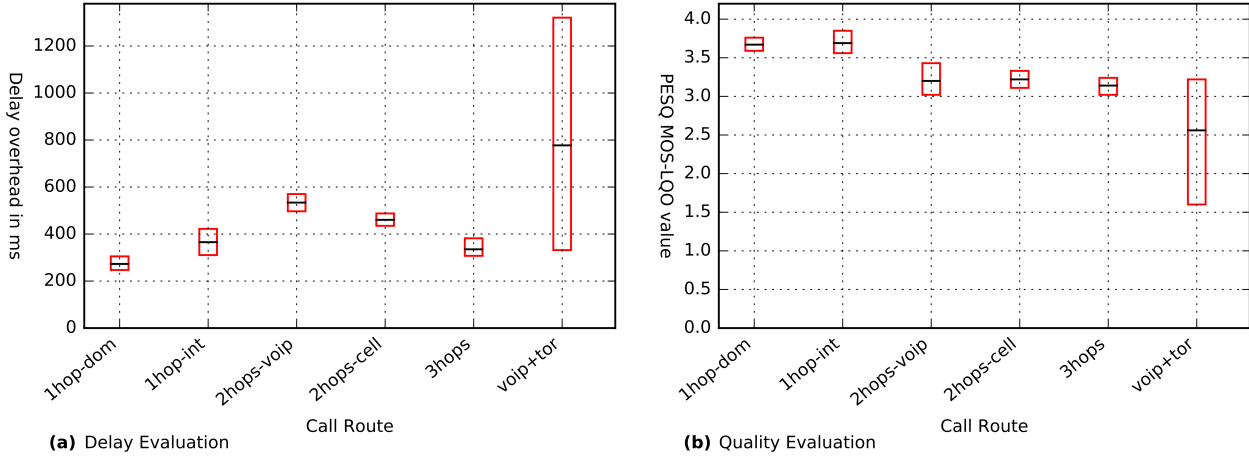 Delay overhead in ms
1200
1000
800
600
400
200
0
1hop-dom
1hop-int
2hops-voip
2hops-cell
3hops
voip+tor
Call Route
(a) Delay Evaluation
PESQ MOS-LQO value
4.0
3.5
3.0
2.5
2.0
1.5
1.0
0.5
0.0
1hop-dom
1hop-int
2hops-voip
2hops-cell
3hops
voip+tor
Call Route
(b) Quality Evaluation